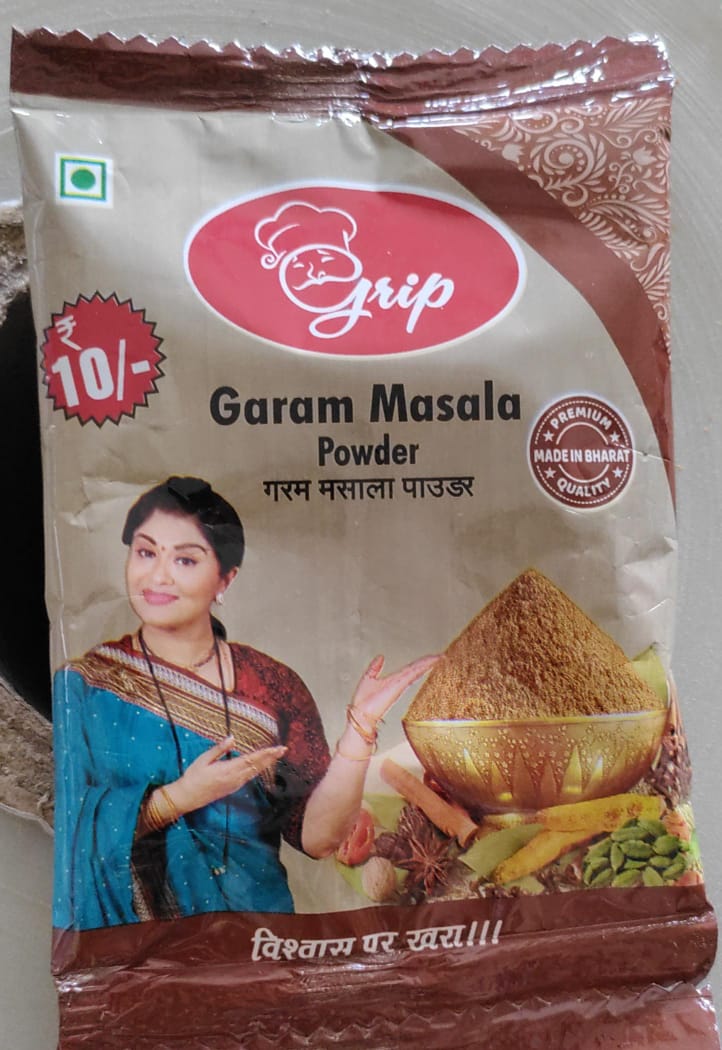 Grip
₹
10/-
Garam Masala
Powder
गरम मसाला पाउडर
PREMIUM
MADE IN BHARAT
QUALITY
विश्वास पर खरा!!!